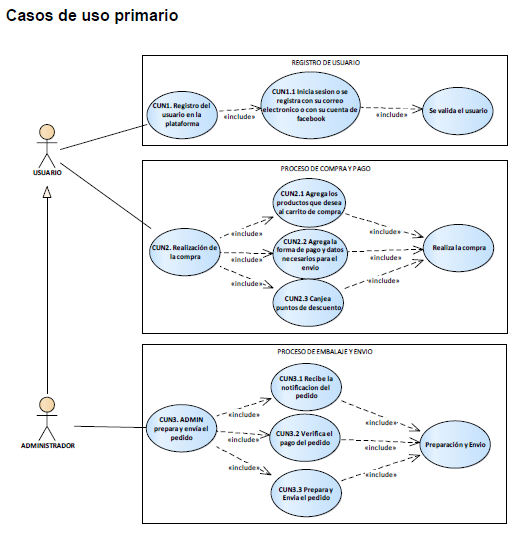 Casos de uso primario
REGISTRO DE USUARIO
CUN1. Registro del
usuario en la
plataforma
«include»
CUN1.1 Inicia sesion o se
registra con su correo
electronico o con su cuenta de
facebook
«include»
Se valida el usuario
USUARIO
PROCESO DE COMPRA Y PAGO
CUN2. Realización de
la compra
«include»
«include»
«include»
CUN2.1 Agrega los
productos que desea
al carrito de compra
CUN2.2 Agrega la
forma de pago y datos
necesarios para el
envio
CUN2.3 Canjea
puntos de descuento
«include»
«include»
«include»
Realiza la compra
PROCESO DE EMBALAJE Y ENVIO
ADMINISTRADOR
CUN3. ADMIN
prepara y envía el
pedido
«include»
«include»
«include»
CUN3.1 Recibe la
notificacion del
pedido
CUN3.2 Verifica el
pago del pedido
CUN3.3 Prepara y
Envia el pedido
«include»
«include»
«include»
Preparación y Envio